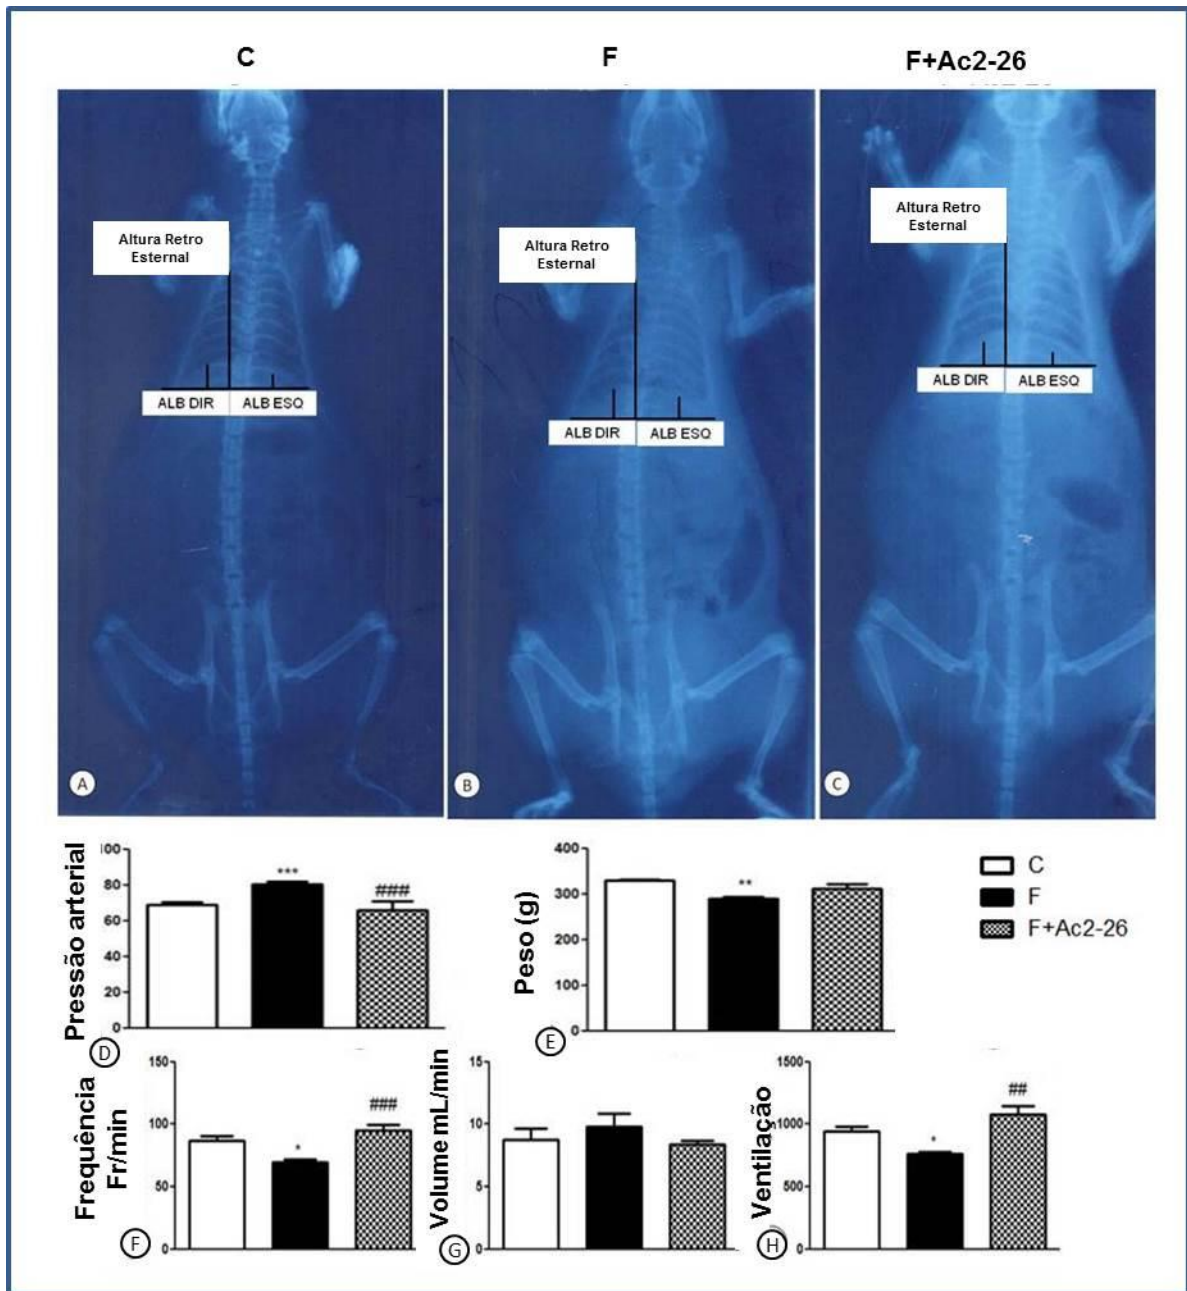 C
F
F+Ac2-26
Altura Retro
Esternal
ALB DIR
ALB ESQ
A
Altura Retro
Esternal
ALB DIR
ALB ESQ
B
Altura Retro
Esternal
ALB DIR
ALB ESQ
C
Pressão arterial
80
60
40
20
0
***
###
D
Peso (g)
400
300
200
100
0
**
E
C
F
F+Ac2-26
Frequência
Fr/min
150
100
50
0
*
###
F
Volume mL/min
15
10
5
0
G
Ventilação
1500
1000
500
0
*
##
H